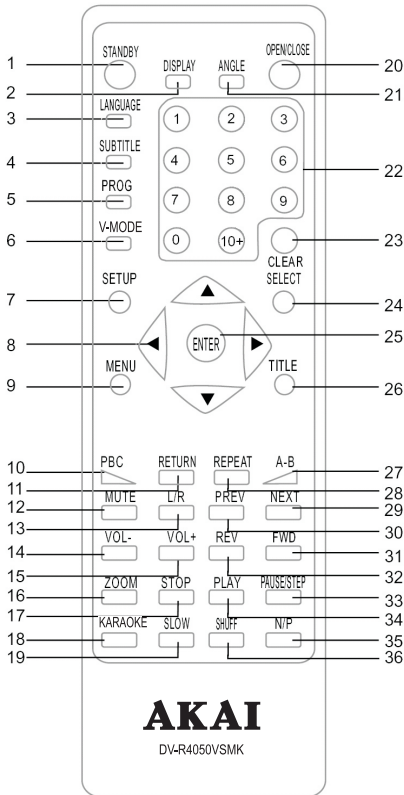 STANDBY
OPEN/CLOSE
1
20
DISPLAY
ANGLE
2
21
LANGUAGE
3
1
2
3
SUBTITLE
4
4
5
6
22
PROG
5
7
8
9
V-MODE
6
0
10+
23
CLEAR
SETUP
SELECT
7
24
8
ENTER
25
MENU
TITLE
9
26
PBC
RETURN
REPEAT
A-B
10
27
11
28
MUTE
L/R
PREV
NEXT
12
29
13
30
VOL-
VOL+
REV
FWD
14
31
15
32
ZOOM
STOP
PLAY
PAUSE/STEP
16
33
17
34
KARAOKE
SLOW
SHUFF
N/P
18
35
19
36
AKAI
DV-R4050VSMK